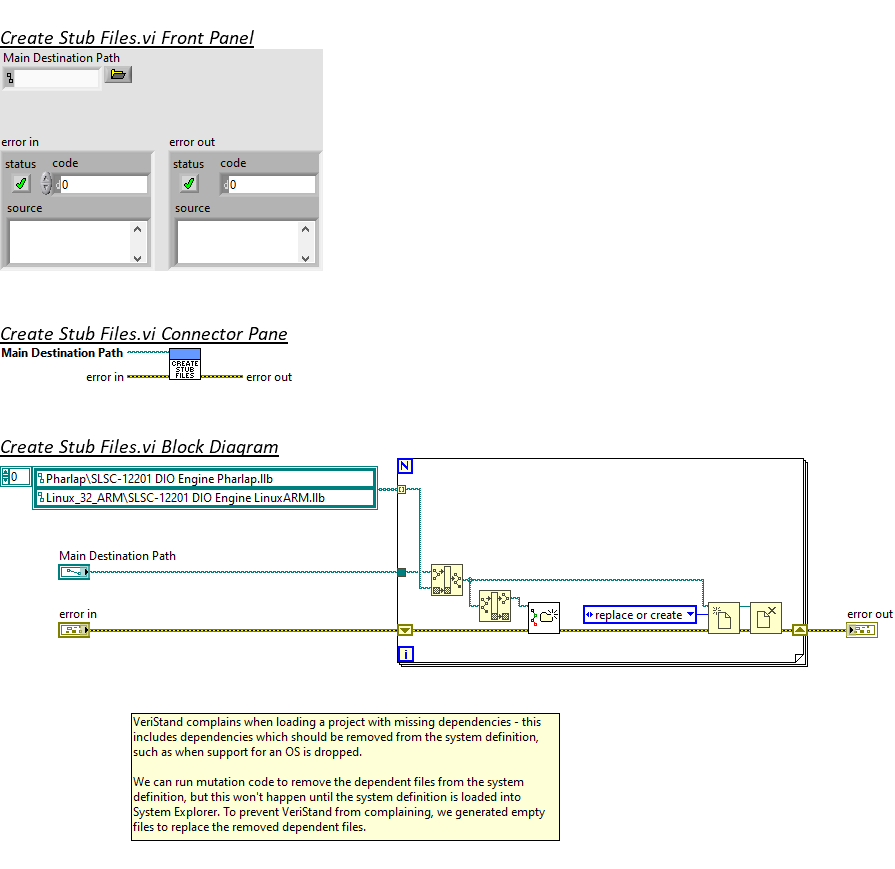 Create Stub Files.vi Front Panel
Main Destination Path
error in
error out
status code
status code
0
0
source
source
Create Stub Files.vi Connector Pane
Main Destination Path
CREATE
STUB
FILES
error in
error out
Create Stub Files.vi Block Diagram
N
0
Pharlap\SLSC-12201 DIO Engine Pharlap.llb
Linux_32_ARM\SLSC-12201 DIO Engine LinuxARM.llb
Main Destination Path
error in
replace or create
error out
i
VeriStand complains when loading a project with missing dependencies - this
includes dependencies which should be removed from the system definition,
such as when support for an OS is dropped.
We can run mutation code to remove the dependent files from the system
definition, but this won't happen until the system definition is loaded into
System Explorer. To prevent VeriStand from complaining, we generated empty
files to replace the removed dependent files.